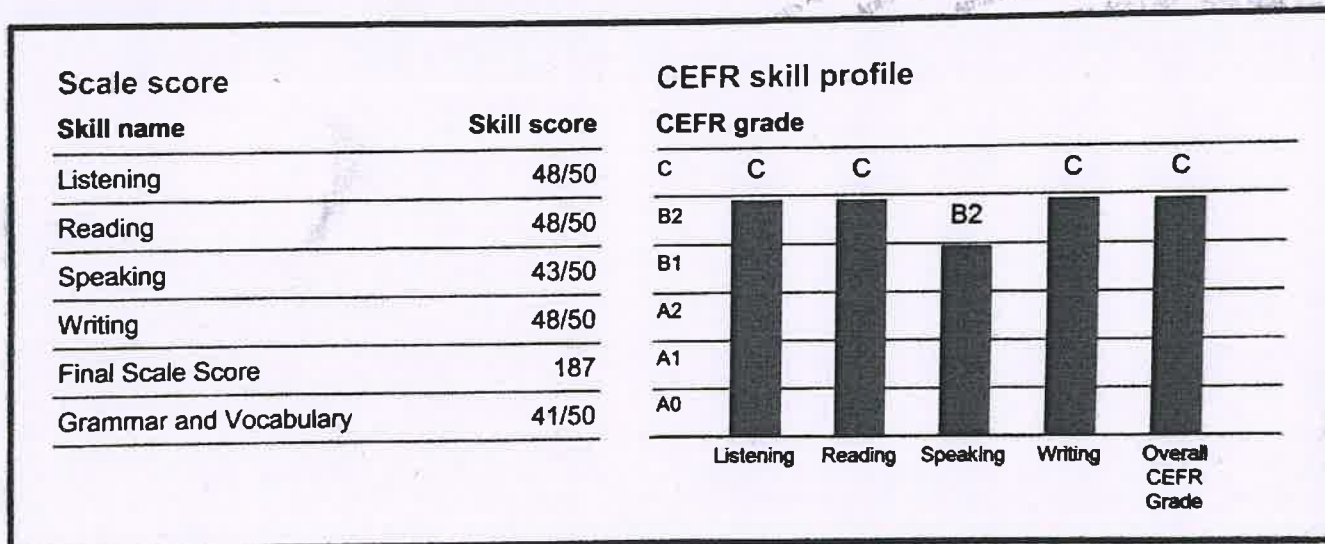 Scale score
Skill name Skill score
Listening 48/50
Reading 48/50
Speaking 43/50
Writing 48/50
Final Scale Score 187
Grammar and Vocabulary 41/50
CEFR skill profile
CEFR grade
C C C C C
B2 B2
B1
A2
A1
A0
Listening Reading Speaking Writing Overall
CEFR
Grade